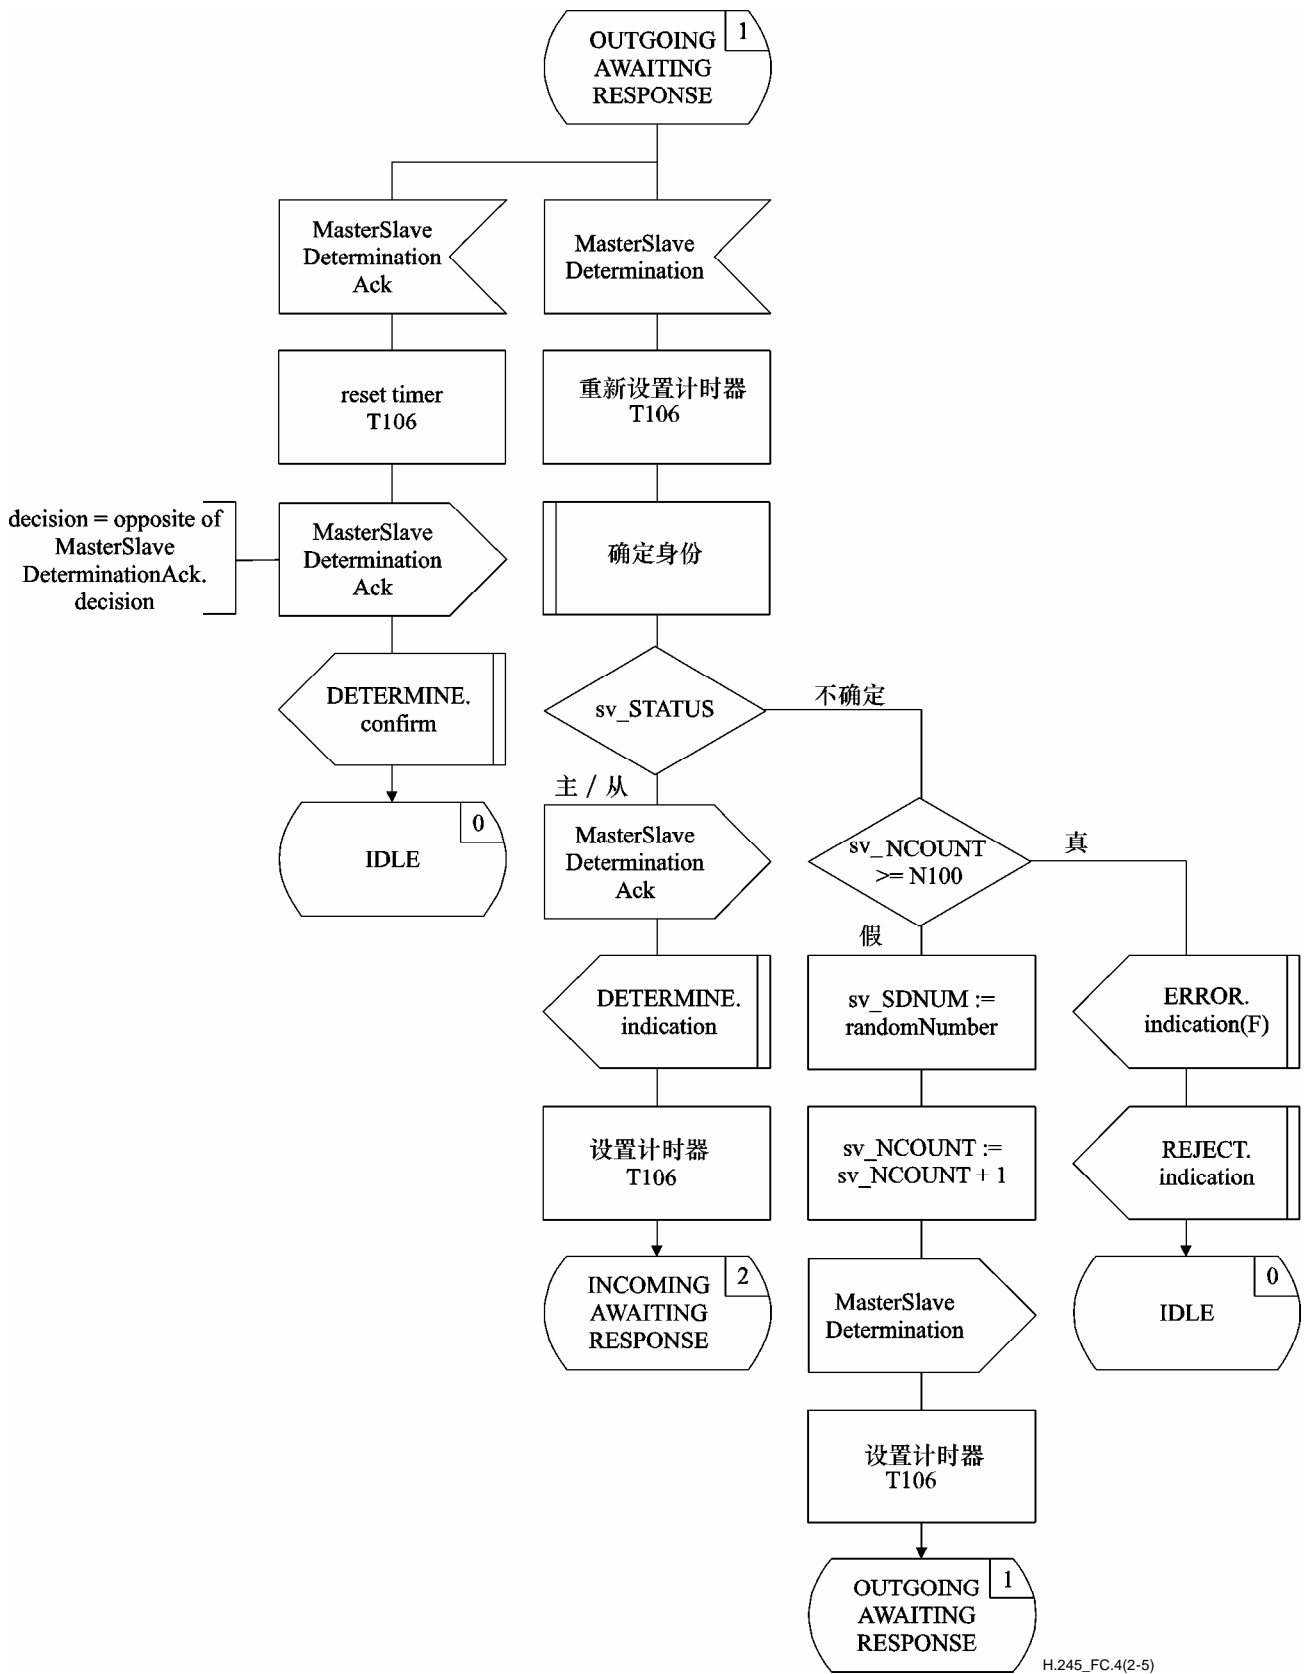 1
OUTGOING
AWAITING
RESPONSE
MasterSlave
Determination
Ack
MasterSlave
Determination
reset timer
T106
重新设置计时器
T106
decision = opposite of
MasterSlave
DeterminationAck.
decision
MasterSlave
Determination
Ack
确定身份
DETERMINE.
confirm
sv_STATUS
不确定
主 / 从
0
IDLE
MasterSlave
Determination
Ack
sv_NCOUNT
>= N100
真
假
DETERMINE.
indication
sv_SDNUM :=
randomNumber
ERROR.
indication(F)
设置计时器
T106
sv_NCOUNT :=
sv_NCOUNT + 1
REJECT.
indication
2
INCOMING
AWAITING
RESPONSE
MasterSlave
Determination
0
IDLE
设置计时器
T106
1
OUTGOING
AWAITING
RESPONSE
H.245_FC.4(2-5)